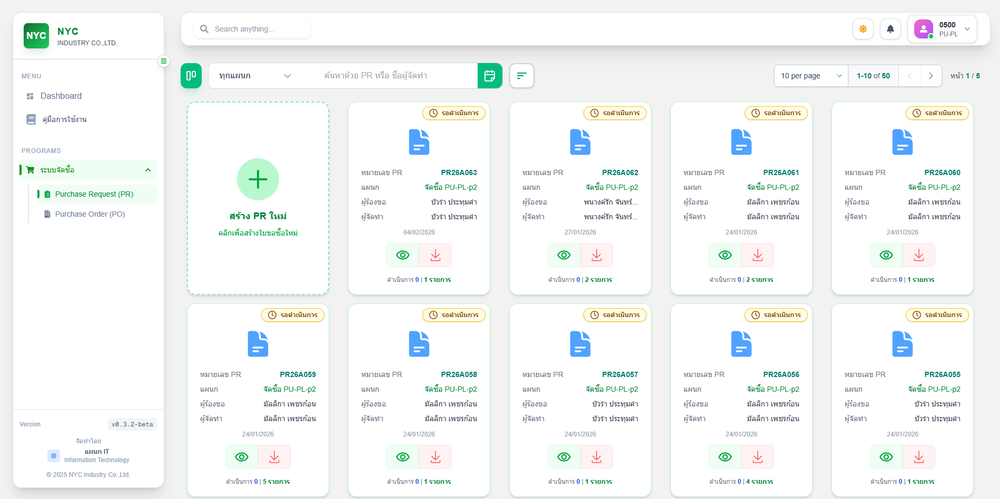 NYC
NYC
INDUSTRY CO.,LTD.
MENU
Dashboard
คู่มือการใช้งาน
PROGRAMS
ระบบจัดซื้อ
Purchase Request (PR)
Purchase Order (PO)
Version v0.3.2-beta
จัดทำโดย
แผนก IT
Information Technology
© 2025 NYC Industry Co.,Ltd.
Search anything...
0500
PU-PL
ทุกแผนก ค้นหาด้วย PR หรือ ชื่อผู้จัดทำ
10 per page 1-10 of 50 หน้า 1 / 5
สร้าง PR ใหม่
คลิกเพื่อสร้างใบขอซื้อใหม่
รอดำเนินการ
หมายเลข PR PR26A063
แผนก จัดซื้อ PU-PL-p2
ผู้ร้องขอ บัวรำ ประทุมศำ
ผู้จัดทำ บัวรำ ประทุมศำ
04/02/2026
ดำเนินการ 0 | 1 รายการ
รอดำเนินการ
หมายเลข PR PR26A062
แผนก จัดซื้อ PU-PL-p2
ผู้ร้องขอ พนางค์รัก จันทร์...
ผู้จัดทำ พนางค์รัก จันทร์...
27/01/2026
ดำเนินการ 0 | 2 รายการ
รอดำเนินการ
หมายเลข PR PR26A061
แผนก จัดซื้อ PU-PL-p2
ผู้ร้องขอ มัลลิกา เพชรก้อน
ผู้จัดทำ มัลลิกา เพชรก้อน
24/01/2026
ดำเนินการ 0 | 2 รายการ
รอดำเนินการ
หมายเลข PR PR26A060
แผนก จัดซื้อ PU-PL-p2
ผู้ร้องขอ มัลลิกา เพชรก้อน
ผู้จัดทำ มัลลิกา เพชรก้อน
24/01/2026
ดำเนินการ 0 | 1 รายการ
รอดำเนินการ
หมายเลข PR PR26A059
แผนก จัดซื้อ PU-PL-p2
ผู้ร้องขอ มัลลิกา เพชรก้อน
ผู้จัดทำ มัลลิกา เพชรก้อน
24/01/2026
ดำเนินการ 0 | 5 รายการ
รอดำเนินการ
หมายเลข PR PR26A058
แผนก จัดซื้อ PU-PL-p2
ผู้ร้องขอ มัลลิกา เพชรก้อน
ผู้จัดทำ มัลลิกา เพชรก้อน
24/01/2026
ดำเนินการ 0 | 1 รายการ
รอดำเนินการ
หมายเลข PR PR26A057
แผนก จัดซื้อ PU-PL-p2
ผู้ร้องขอ บัวรำ ประทุมศำ
ผู้จัดทำ บัวรำ ประทุมศำ
24/01/2026
ดำเนินการ 0 | 1 รายการ
รอดำเนินการ
หมายเลข PR PR26A056
แผนก จัดซื้อ PU-PL-p2
ผู้ร้องขอ มัลลิกา เพชรก้อน
ผู้จัดทำ มัลลิกา เพชรก้อน
24/01/2026
ดำเนินการ 0 | 4 รายการ
รอดำเนินการ
หมายเลข PR PR26A055
แผนก จัดซื้อ PU-PL-p2
ผู้ร้องขอ บัวรำ ประทุมศำ
ผู้จัดทำ บัวรำ ประทุมศำ
24/01/2026
ดำเนินการ 0 | 1 รายการ